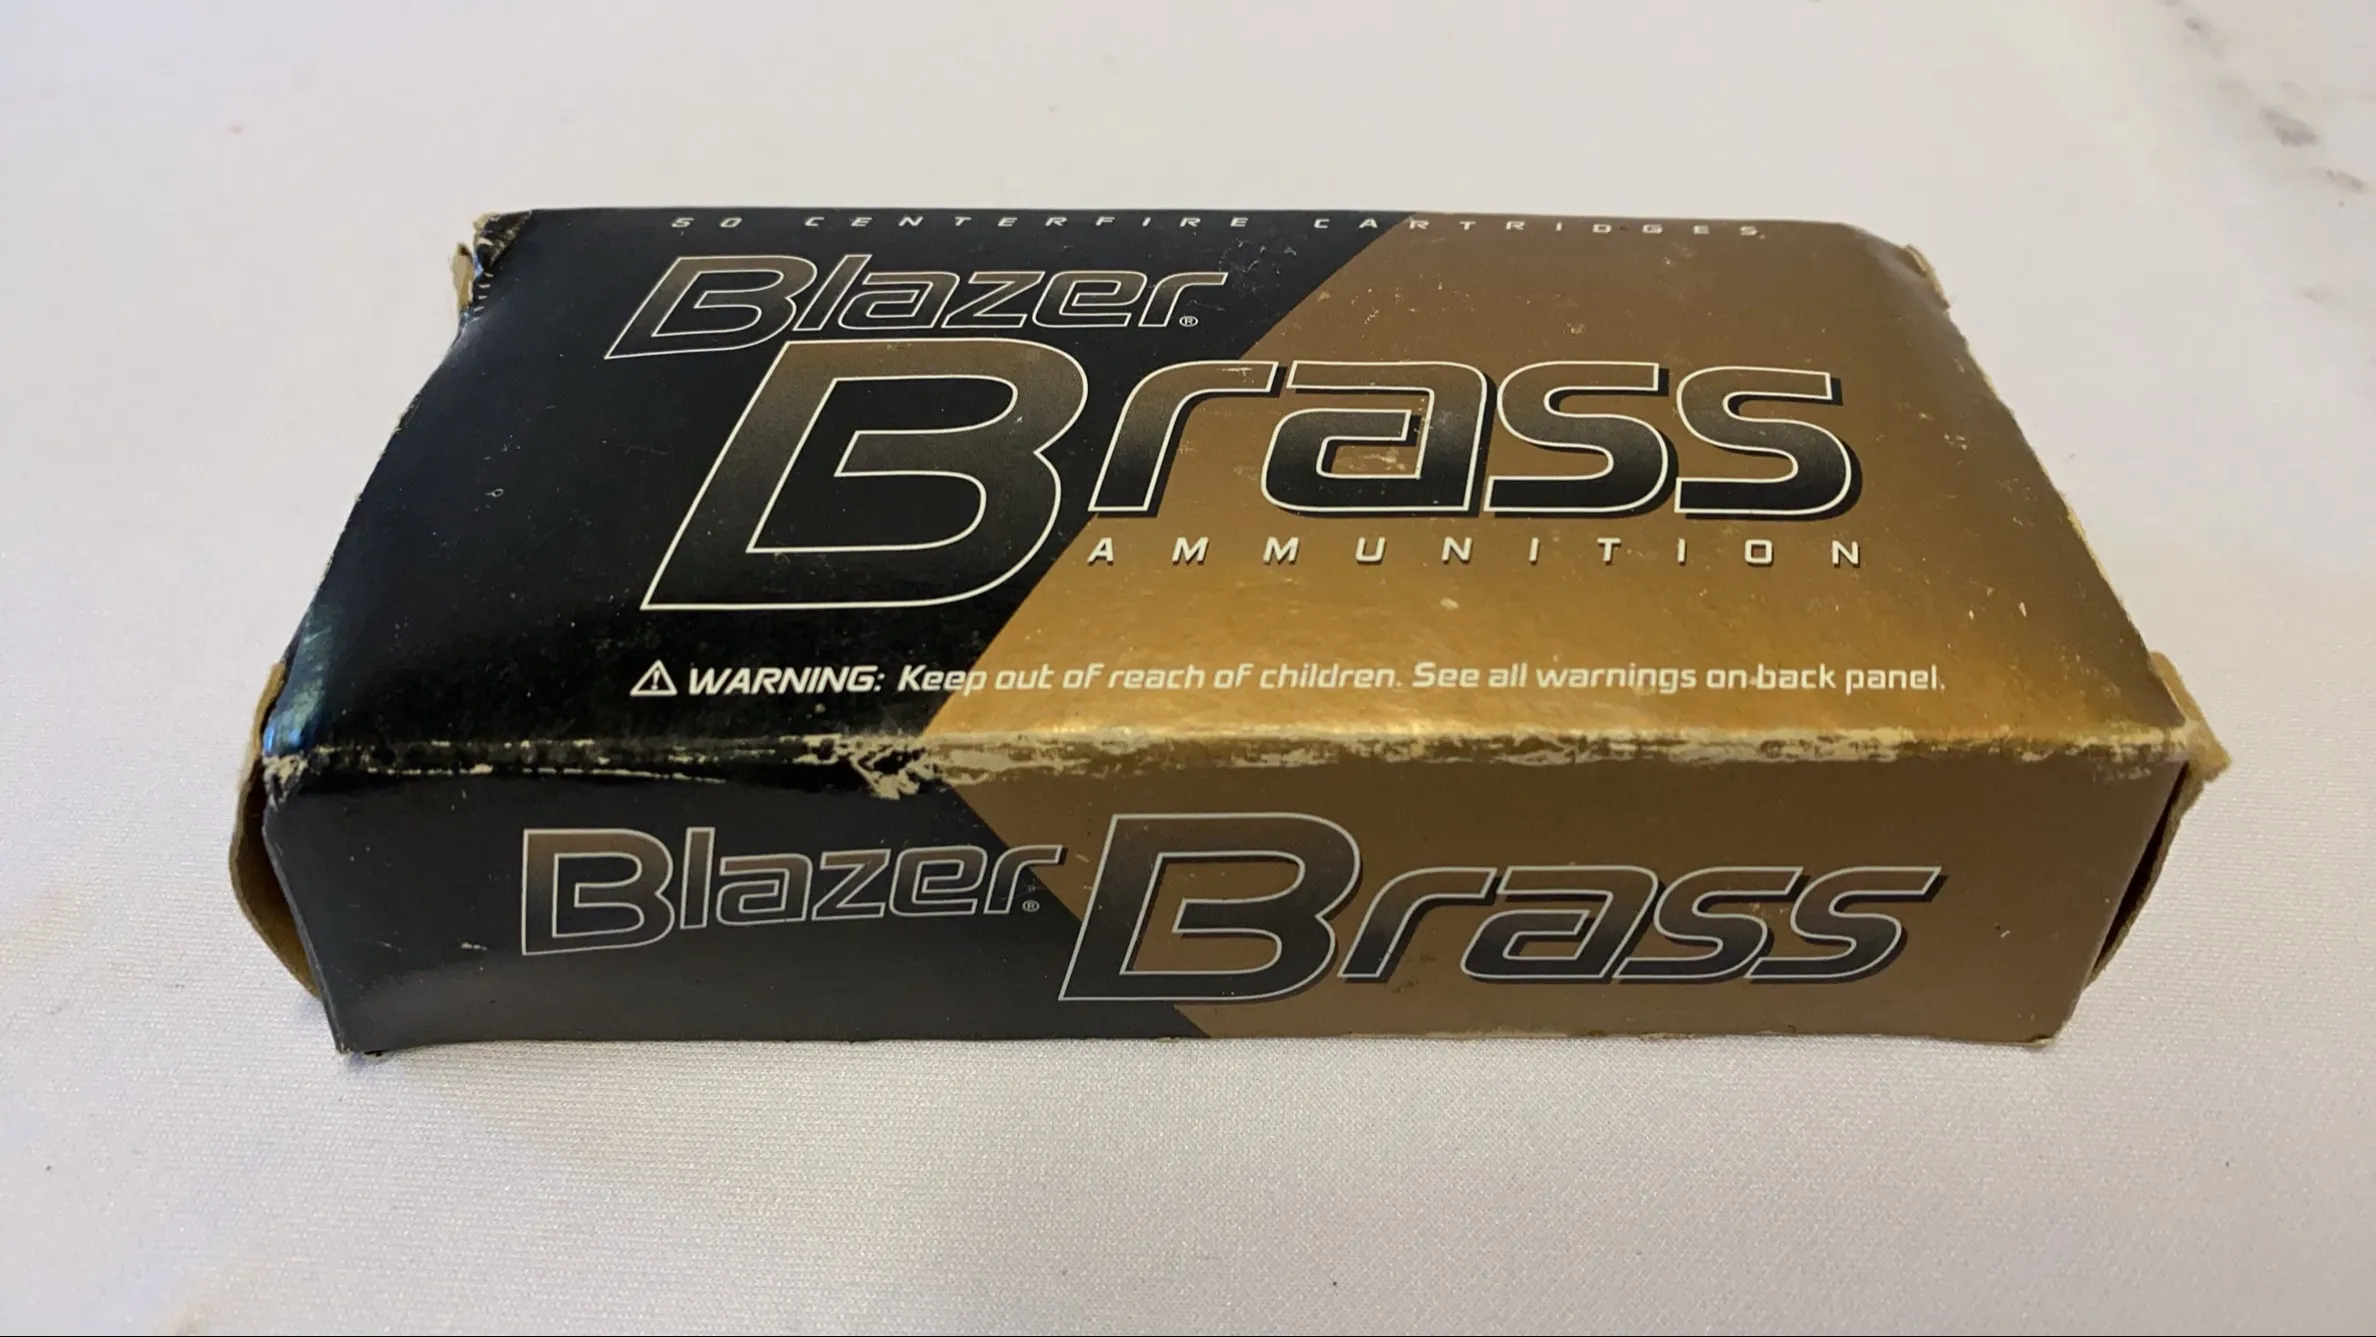 50 CENTERFIRE CARTRIDGES
Blazer®
Brass
AMMUNITION
⚠ WARNING: Keep out of reach of children. See all warnings on back panel.
Blazer® Brass